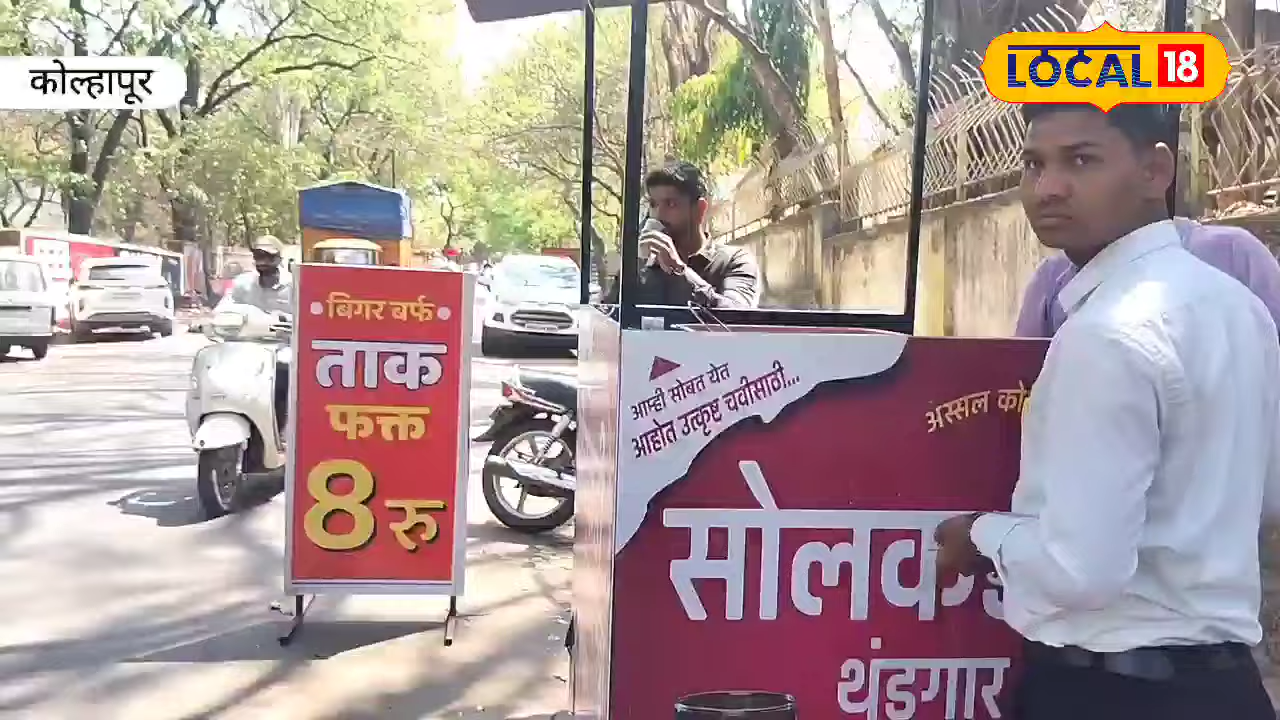 कोल्हापूर
LOCAL 18
• बिगर बर्फ •
ताक
फक्त
8 रु
आम्ही सोबत येत
आहोत उत्कृष्ट चवीसाठी...
अस्सल
सोलक
थंडगार